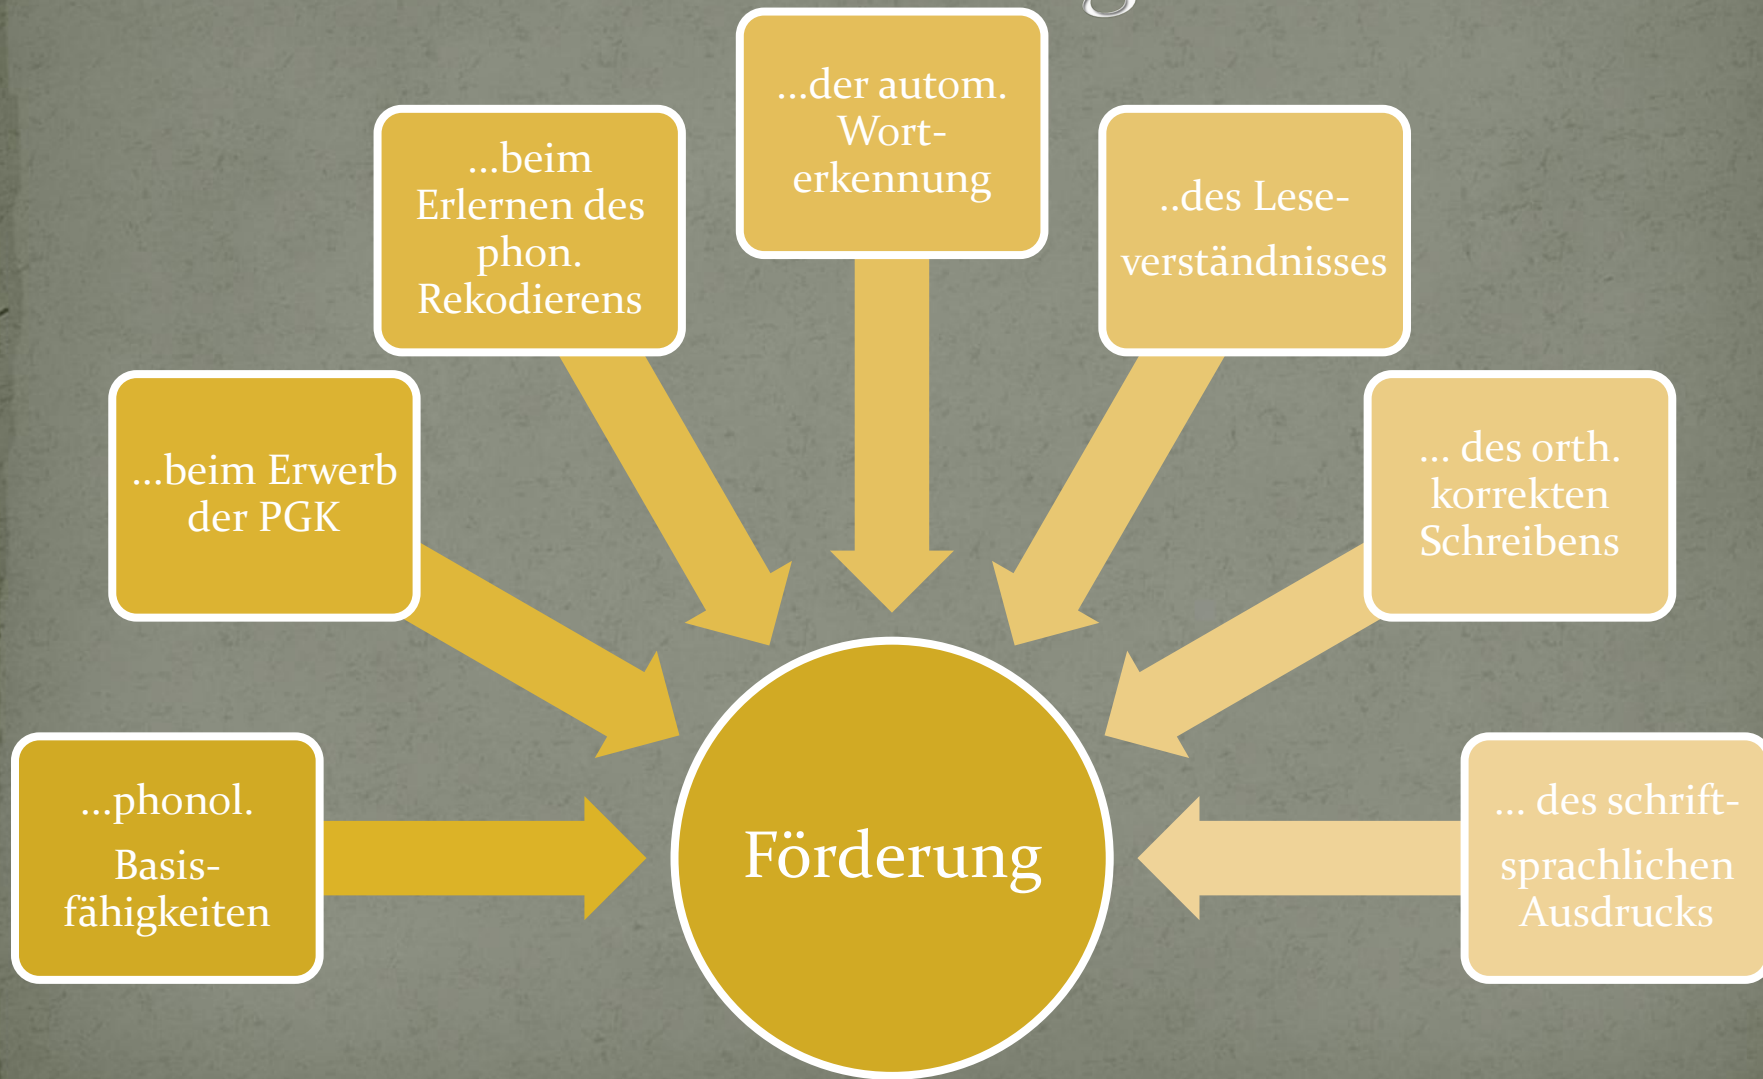 ...phonol.
Basis-
fähigkeiten
...beim Erwerb
der PGK
...beim
Erlernen des
phon.
Rekodierens
...der autom.
Wort-
erkennung
..des Lese-
verständnisses
... des orth.
korrekten
Schreibens
... des schrift-
sprachlichen
Ausdrucks
Förderung